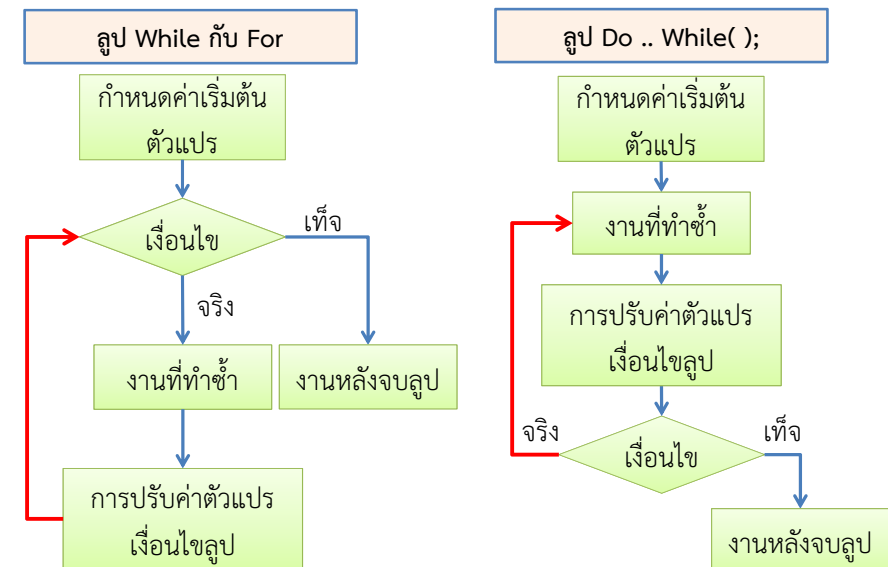 ลูป While กับ For
กำหนดค่าเริ่มต้น
ตัวแปร
เงื่อนไข
เท็จ
จริง
งานที่ทำซ้ำ
งานหลังจบลูป
การปรับค่าตัวแปร
เงื่อนไขลูป
ลูป Do .. While( );
กำหนดค่าเริ่มต้น
ตัวแปร
งานที่ทำซ้ำ
การปรับค่าตัวแปร
เงื่อนไขลูป
จริง
เงื่อนไข
เท็จ
งานหลังจบลูป